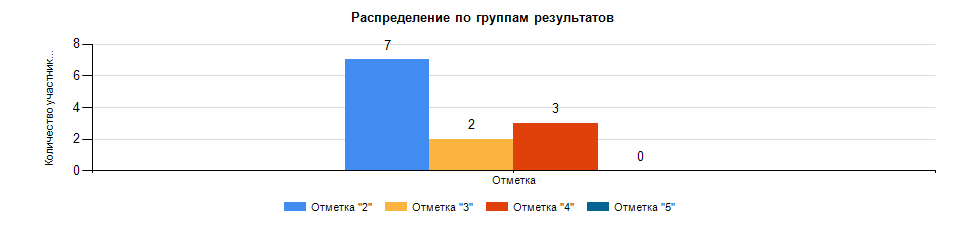 Распределение по группам результатов
Количество участник...
8
7
6
4
3
2
2
0
0
Отметка
Отметка "2" Отметка "3" Отметка "4" Отметка "5"